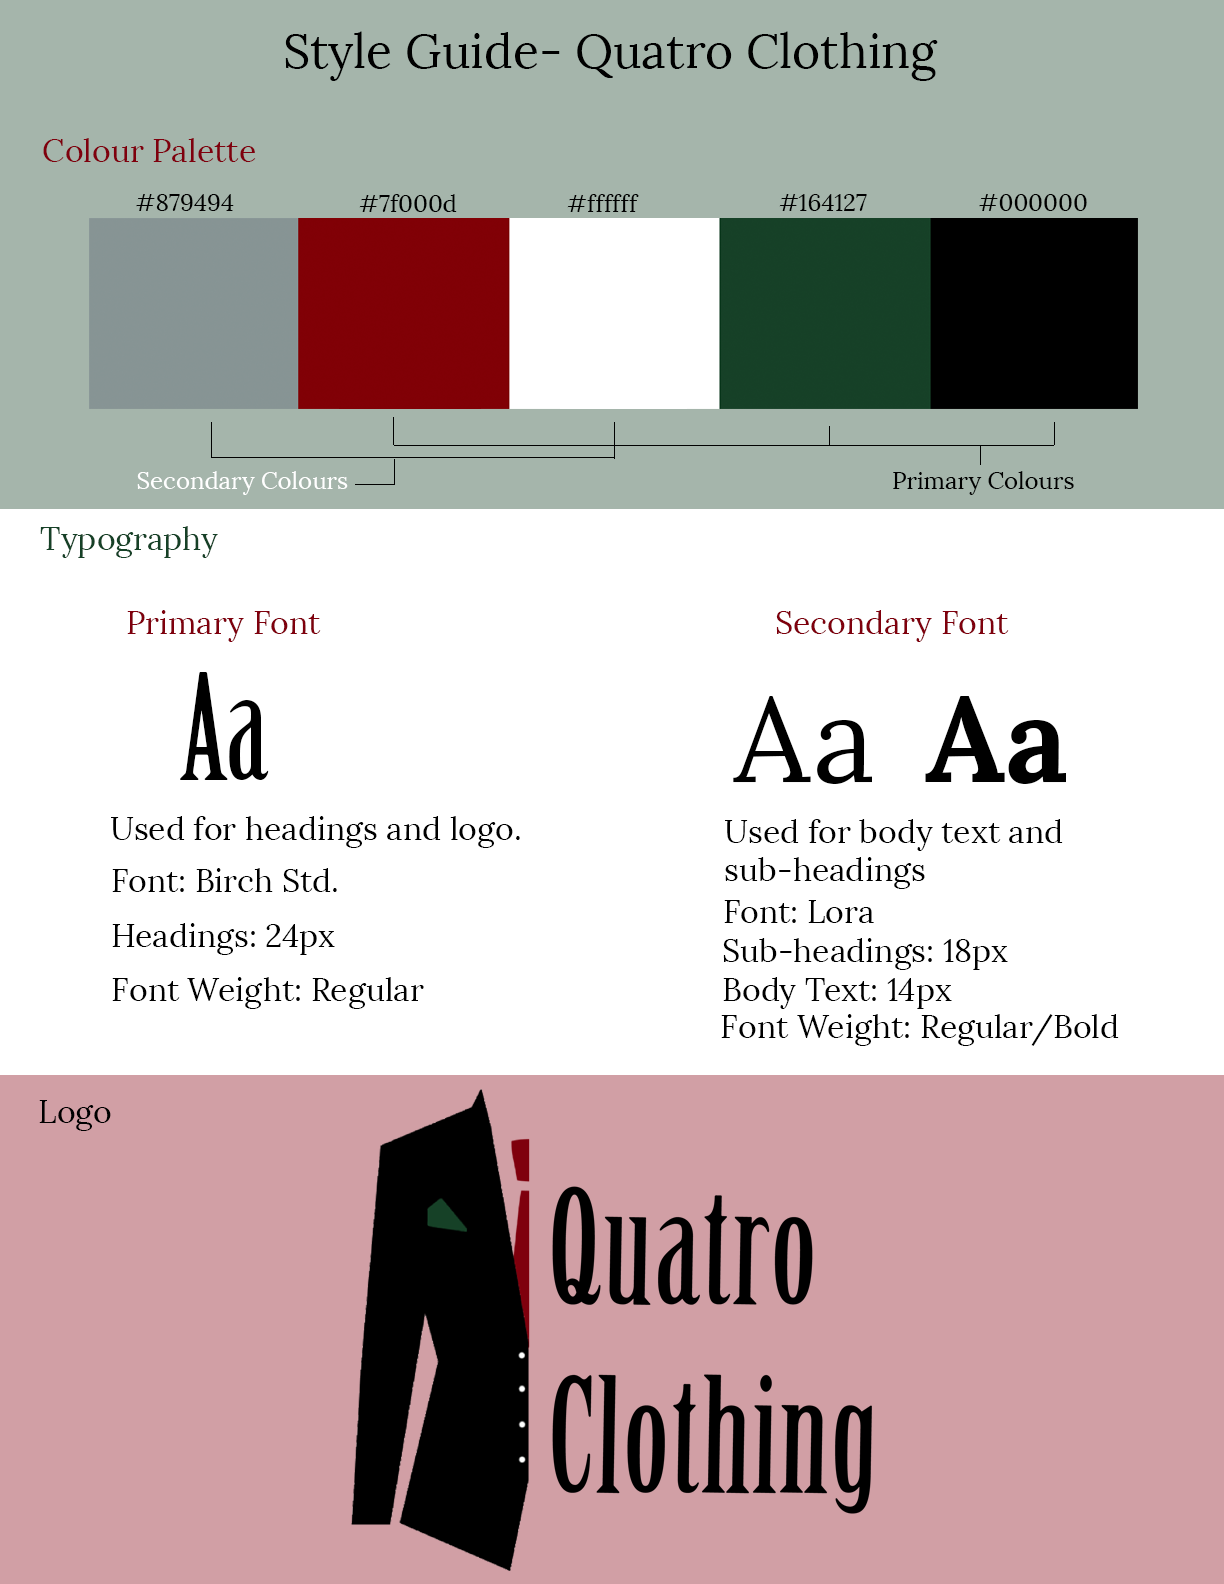 Style Guide- Quatro Clothing
Colour Palette
#879494 #7f000d #ffffff #164127 #000000
Secondary Colours
Primary Colours
Typography
Primary Font
Aa
Used for headings and logo.
Font: Birch Std.
Headings: 24px
Font Weight: Regular
Secondary Font
Aa Aa
Used for body text and
sub-headings
Font: Lora
Sub-headings: 18px
Body Text: 14px
Font Weight: Regular/Bold
Logo
Quatro
Clothing